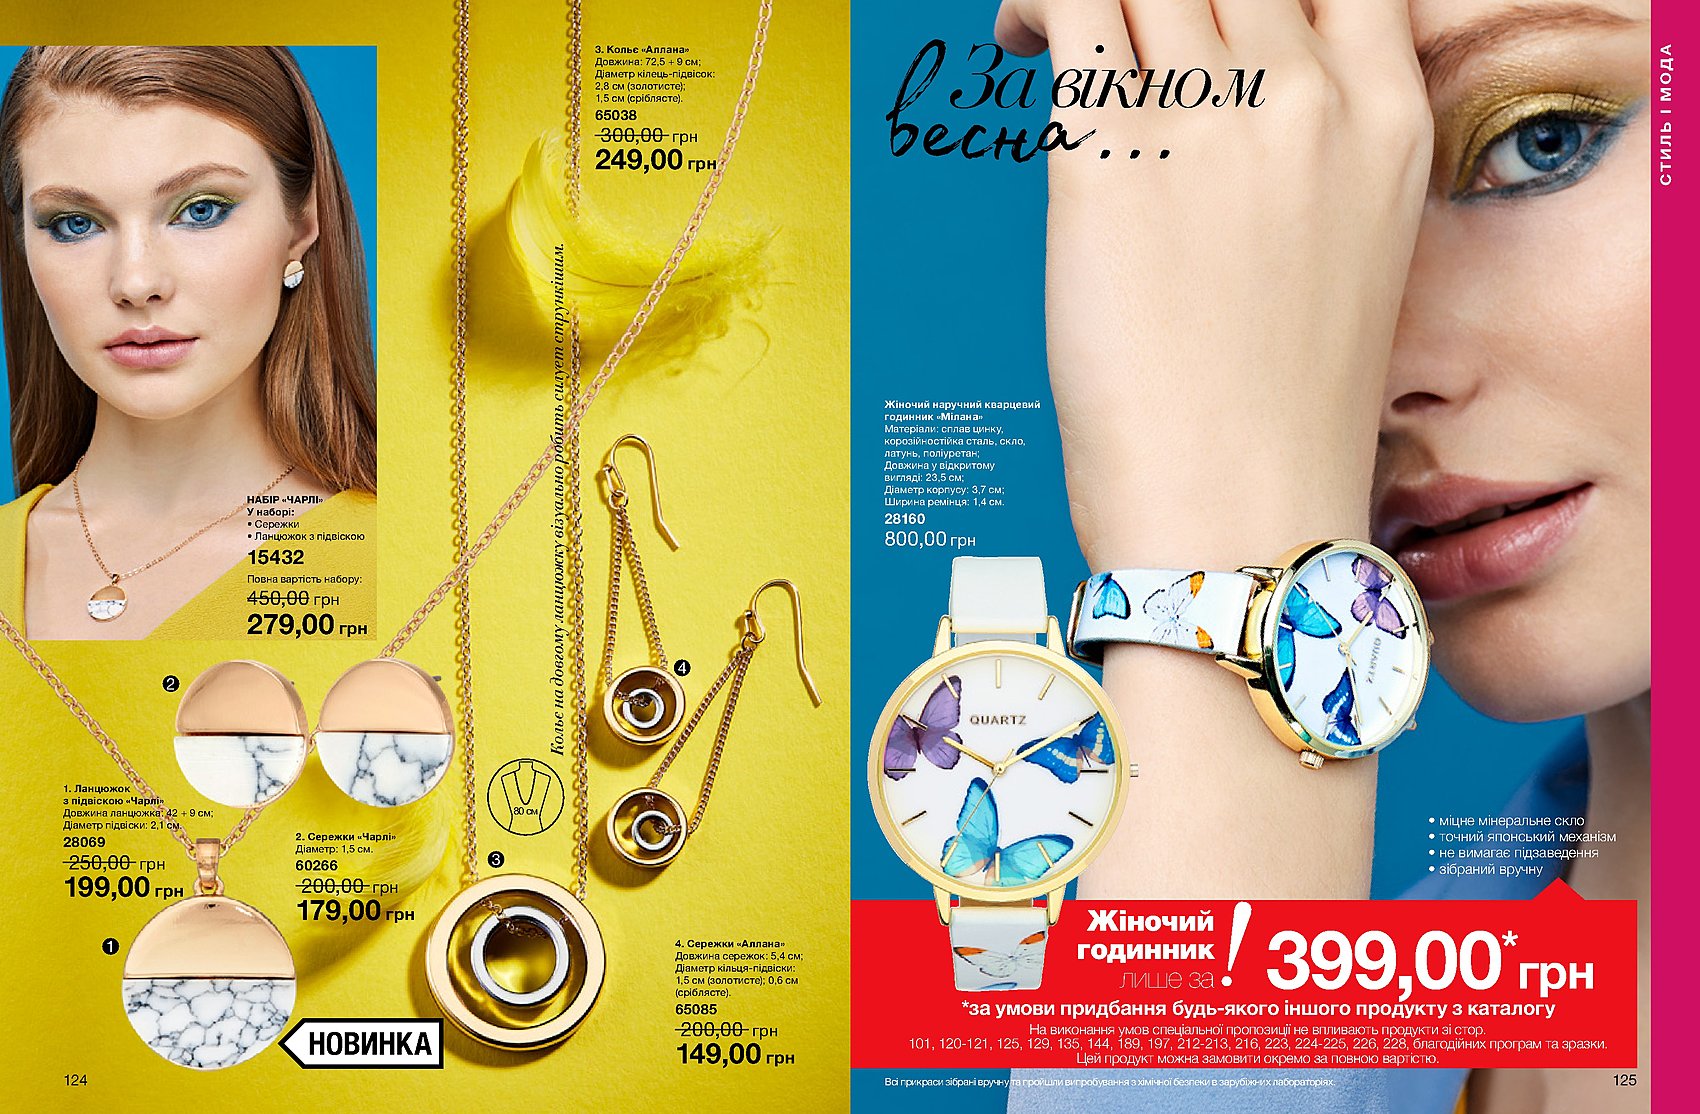 3. Кольє «Аллана»
Довжина: 72,5 + 9 см;
Діаметр кілець-підвісок:
2,8 см (золотисте);
1,5 см (сріблясте).
65038
300,00 грн
249,00 грн
Кольє на довгому ланцюжку візуально робить силует стрункішим.
НАБІР «ЧАРЛІ»
У наборі:
• Сережки
• Ланцюжок з підвіскою
15432
Повна вартість набору:
450,00 грн
279,00 грн
2
4
1. Ланцюжок
з підвіскою «Чарлі»
Довжина ланцюжка: 42 + 9 см;
Діаметр підвіски: 2,1 см.
28069
250,00 грн
199,00 грн
2. Сережки «Чарлі»
Діаметр: 1,5 см.
60266
200,00 грн
179,00 грн
80 см
3
1
4. Сережки «Аллана»
Довжина сережок: 5,4 см;
Діаметр кільця-підвіски:
1,5 см (золотисте); 0,6 см
(сріблясте).
65085
200,00 грн
149,00 грн
НОВИНКА
124
В За вікном
весна...
СТИЛЬ І МОДА
Жіночий наручний кварцевий
годинник «Мілана»
Матеріали: сплав цинку,
корозійностійка сталь, скло,
латунь, поліуретан;
Довжина у відкритому
вигляді: 23,5 см;
Діаметр корпусу: 3,7 см;
Ширина ремінця: 1,4 см.
28160
800,00 грн
QUARTZ
QUARTZ
• міцне мінеральне скло
• точний японський механізм
• не вимагає підзаведення
• зібраний вручну
Жіночий
годинник
лише за ! 399,00* грн
*за умови придбання будь-якого іншого продукту з каталогу
На виконання умов спеціальної пропозиції не впливають продукти зі стор.
101, 120-121, 125, 129, 135, 144, 189, 197, 212-213, 216, 223, 224-225, 226, 228, благодійних програм та зразки.
Цей продукт можна замовити окремо за повною вартістю.
Всі прикраси зібрані вручну та пройшли випробування з хімічної безпеки в зарубіжних лабораторіях.
125